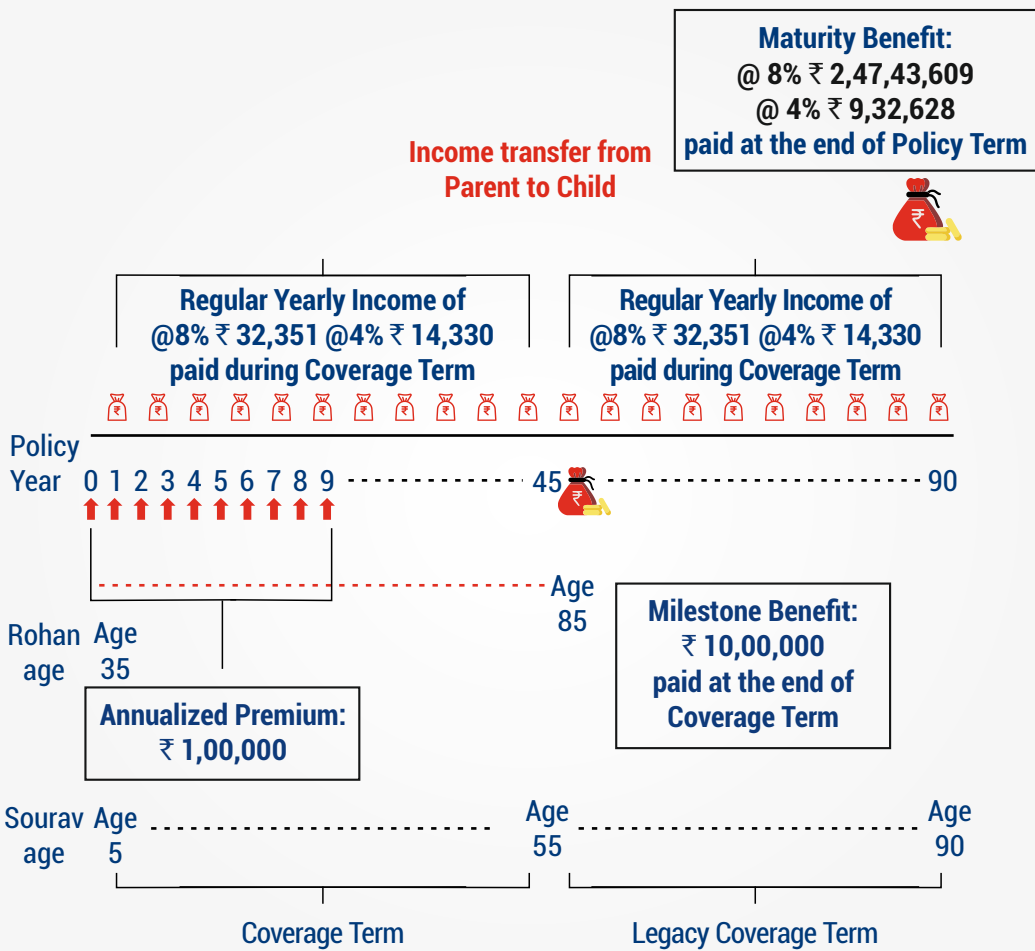 Maturity Benefit:
@ 8% ₹ 2,47,43,609
@ 4% ₹ 9,32,628
paid at the end of Policy Term
Income transfer from
Parent to Child
Regular Yearly Income of
@8% ₹ 32,351 @4% ₹ 14,330
paid during Coverage Term
Regular Yearly Income of
@8% ₹ 32,351 @4% ₹ 14,330
paid during Coverage Term
₹ ₹ ₹ ₹ ₹ ₹ ₹ ₹ ₹ ₹ ₹ ₹ ₹ ₹ ₹ ₹ ₹ ₹ ₹ ₹ ₹
Policy
Year 0 1 2 3 4 5 6 7 8 9 45 90
Age
85
Rohan Age
age 35
Milestone Benefit:
₹ 10,00,000
paid at the end of
Coverage Term
Annualized Premium:
₹ 1,00,000
Sourav Age Age Age
age 5 55 90
Coverage Term Legacy Coverage Term